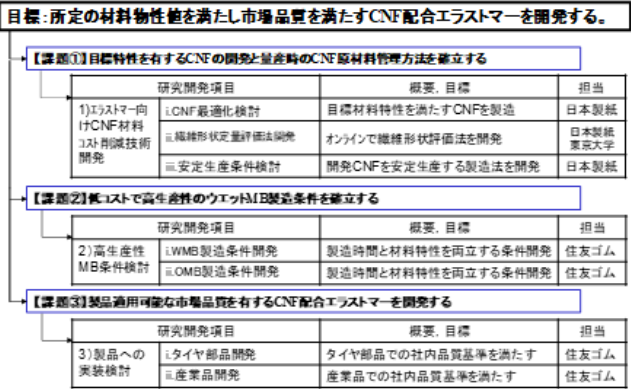 目標：所定の材料物性値を満たし市場品質を満たすCNF配合エラストマーを開発する。
【課題①】目標特性を有するCNFの開発と量産時のCNF原材料管理方法を確立する
研究開発項目 概要，目標 担当
1)エラストマー向けCNF材料コスト削減技術開発
ⅰ.CNF最適化検討 目標材料特性を満たすCNFを製造 日本製紙
ⅱ.繊維形状定量評価法開発 オンラインで繊維形状評価法を開発 日本製紙 東京大学
ⅲ.安定生産条件検討 開発CNFを安定生産する製造法を開発 日本製紙
【課題②】低コストで高生産性のウエットMB製造条件を確立する
研究開発項目 概要，目標 担当
2)高生産性MB条件検討
ⅰ.WMB製造条件開発 製造時間と材料特性を両立する条件開発 住友ゴム
ⅱ.OMB製造条件開発 製造時間と材料特性を両立する条件開発 住友ゴム
【課題③】製品適用可能な市場品質を有するCNF配合エラストマーを開発する
研究開発項目 概要，目標 担当
3)製品への実装検討
ⅰ.タイヤ部品開発 タイヤ部品での社内品質基準を満たす 住友ゴム
ⅱ.産業品開発 産業品での社内品質基準を満たす 住友ゴム